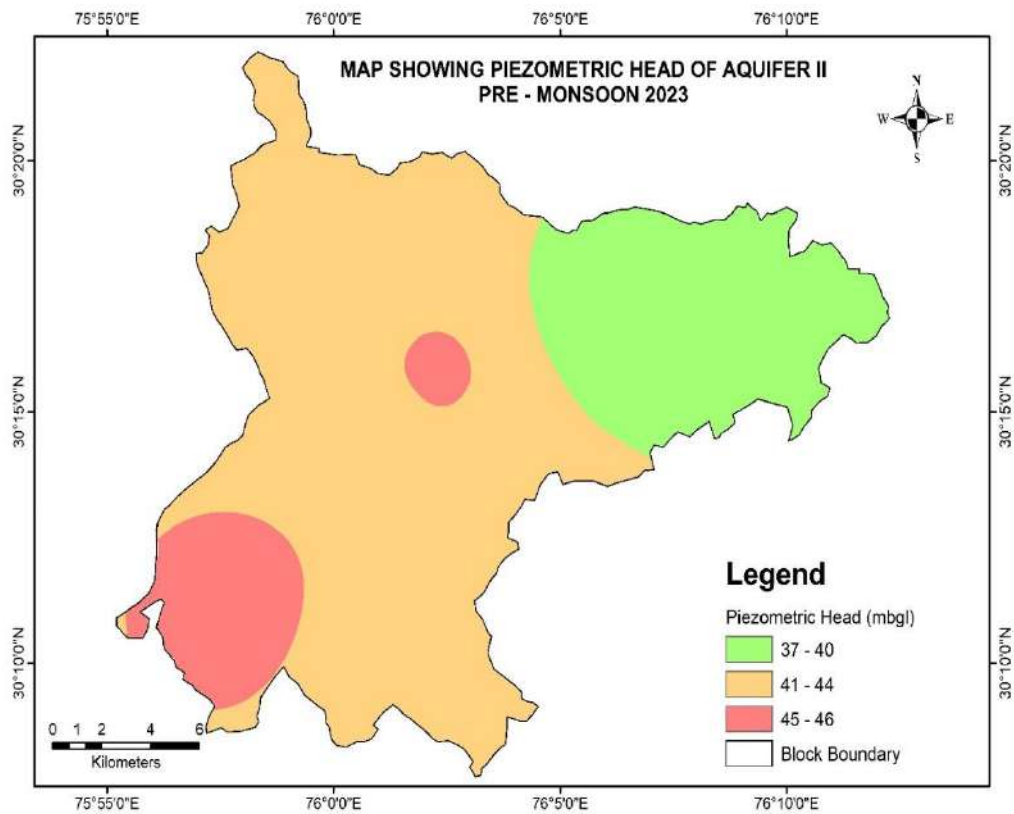 75°55'0"E 76°0'0"E 76°5'0"E 76°10'0"E
MAP SHOWING PIEZOMETRIC HEAD OF AQUIFER II
PRE - MONSOON 2023
N
W E
S
30°20'0"N 30°20'0"N
30°15'0"N 30°15'0"N
Legend
Piezometric Head (mbgl)
37 - 40
41 - 44
45 - 46
Block Boundary
30°10'0"N 30°10'0"N
0 1 2 4 6
Kilometers
75°55'0"E 76°0'0"E 76°5'0"E 76°10'0"E